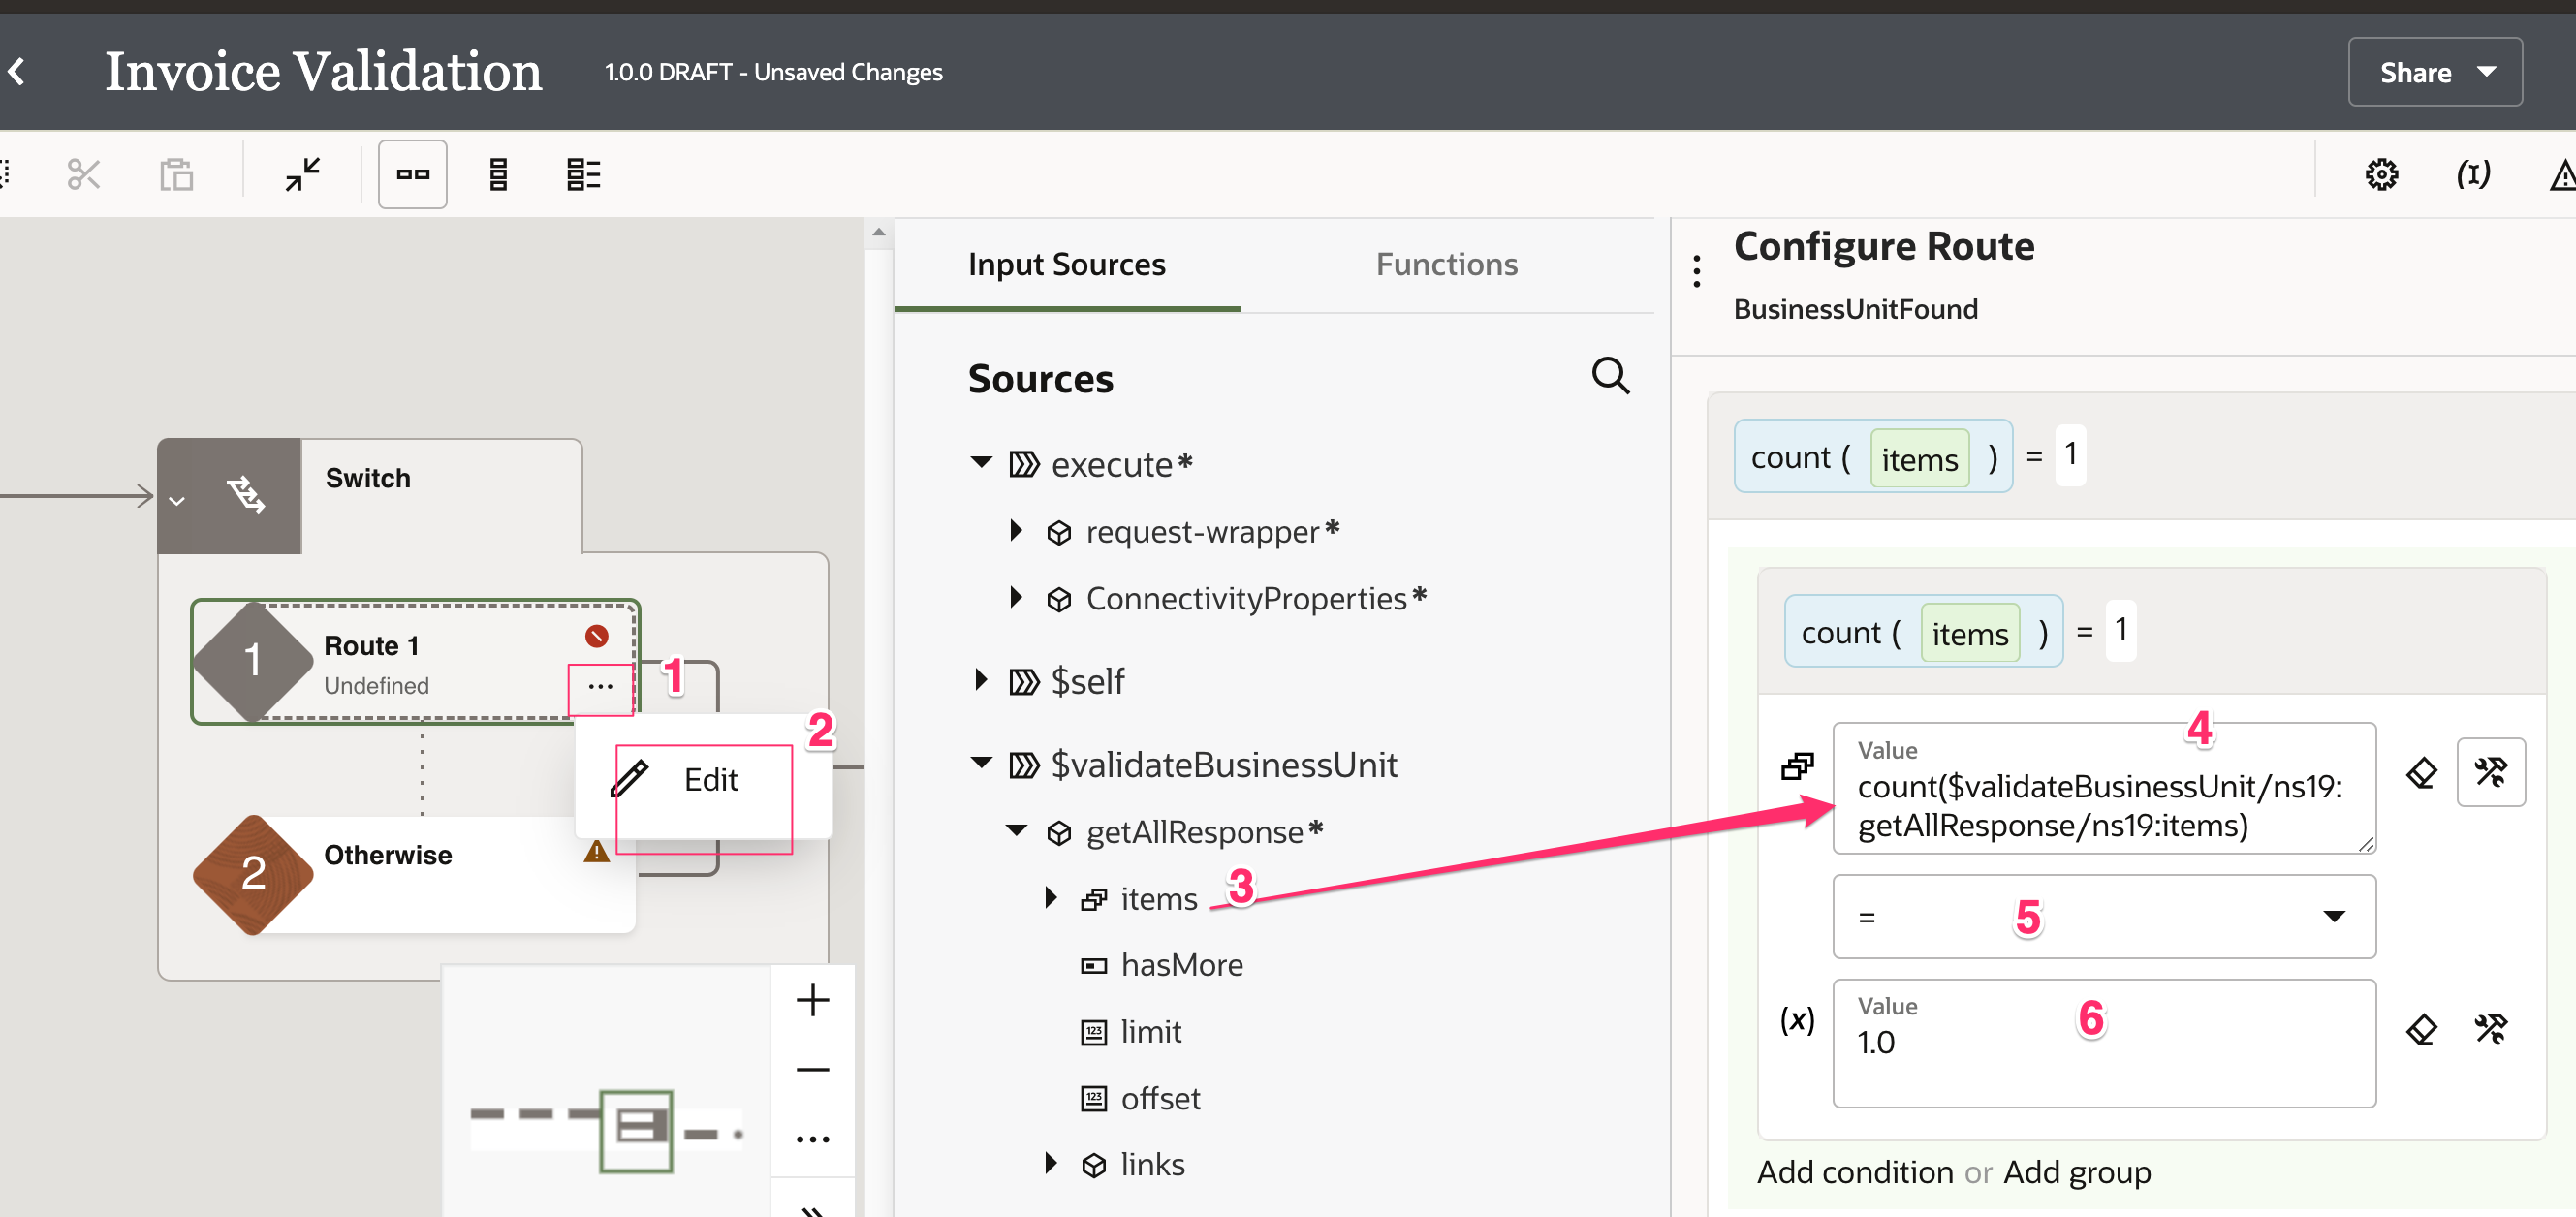 Invoice Validation
1.0.0 DRAFT - Unsaved Changes
Share
(I)
Switch
1
Route 1
Undefined
...
1
2
Edit
2
Otherwise
Input Sources
Functions
Sources
execute*
request-wrapper*
ConnectivityProperties*
$self
$validateBusinessUnit
getAllResponse*
items
3
hasMore
123
limit
123
offset
links
Configure Route
BusinessUnitFound
count ( items ) = 1
count ( items ) = 1
4
Value
count($validateBusinessUnit/ns19:
getAllResponse/ns19:items)
=
5
(x)
Value
6
1.0
Add condition or Add group